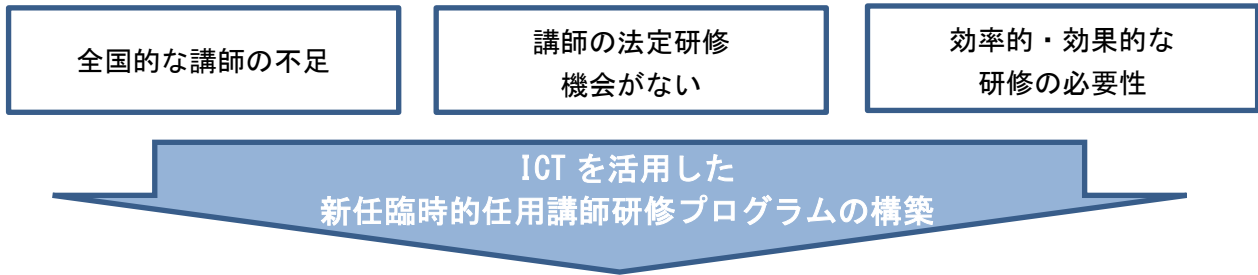 全国的な講師の不足
講師の法定研修
機会がない
効率的・効果的な
研修の必要性
ICTを活用した
新任臨時的任用講師研修プログラムの構築